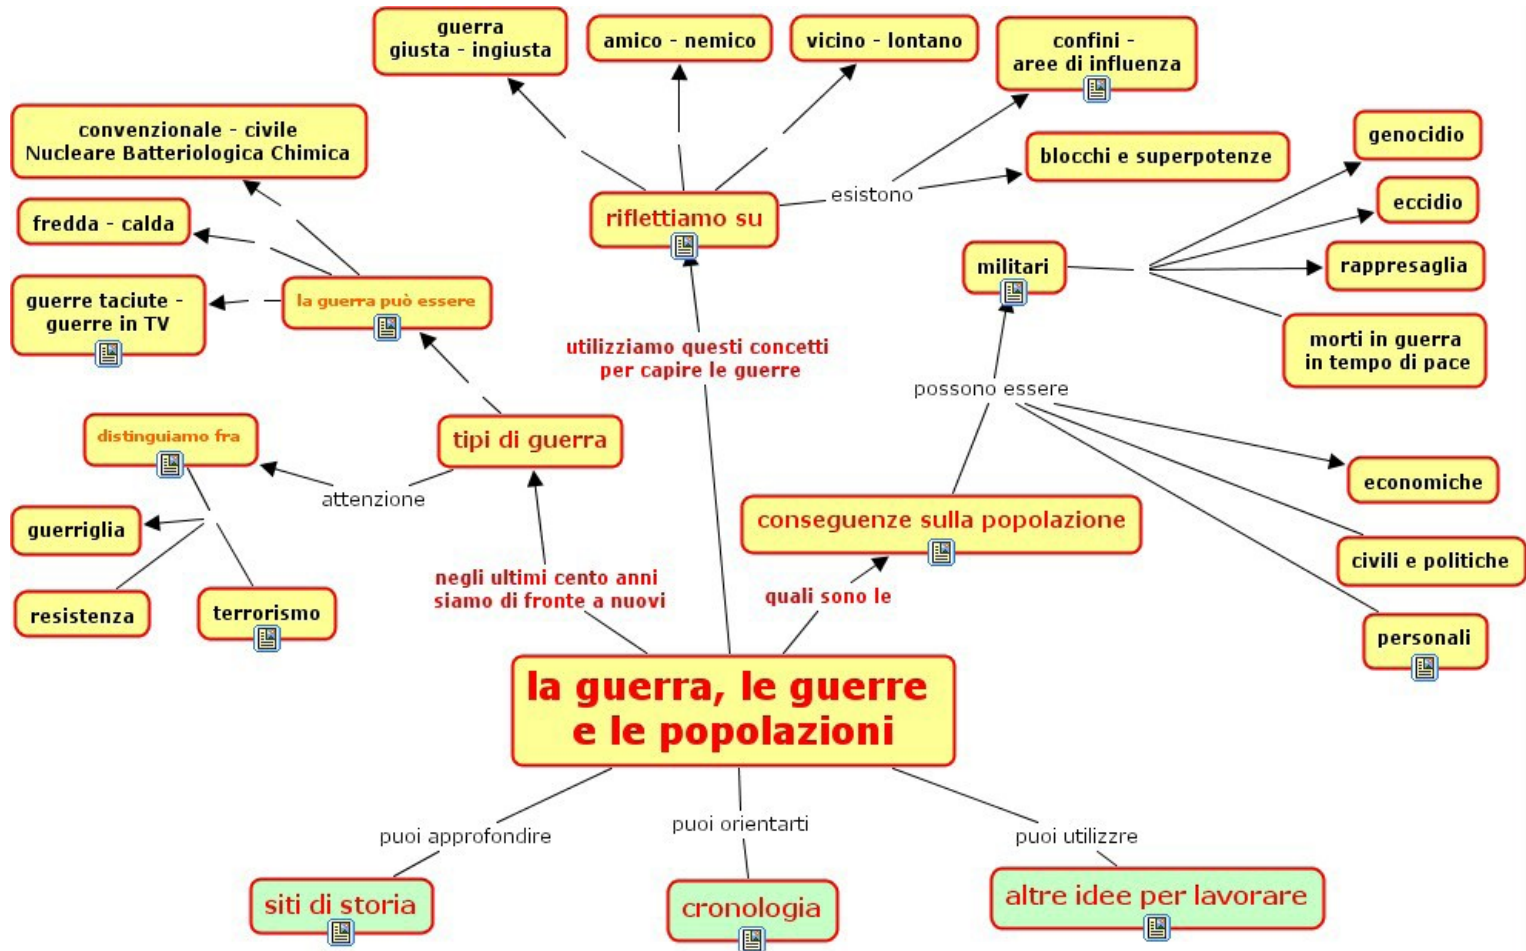 guerra
giusta - ingiusta
amico - nemico
vicino - lontano
confini -
aree di influenza
convenzionale - civile
Nucleare Batteriologica Chimica
genocidio
blocchi e superpotenze
esistono
fredda - calda
riflettiamo su
eccidio
militari
rappresaglia
guerre taciute -
guerre in TV
la guerra può essere
morti in guerra
in tempo di pace
utilizziamo questi concetti
per capire le guerre
possono essere
distinguiamo fra
tipi di guerra
attenzione
economiche
guerriglia
conseguenze sulla popolazione
civili e politiche
negli ultimi cento anni
siamo di fronte a nuovi
quali sono le
resistenza
terrorismo
personali
la guerra, le guerre
e le popolazioni
puoi approfondire
puoi orientarti
puoi utilizzre
siti di storia
cronologia
altre idee per lavorare